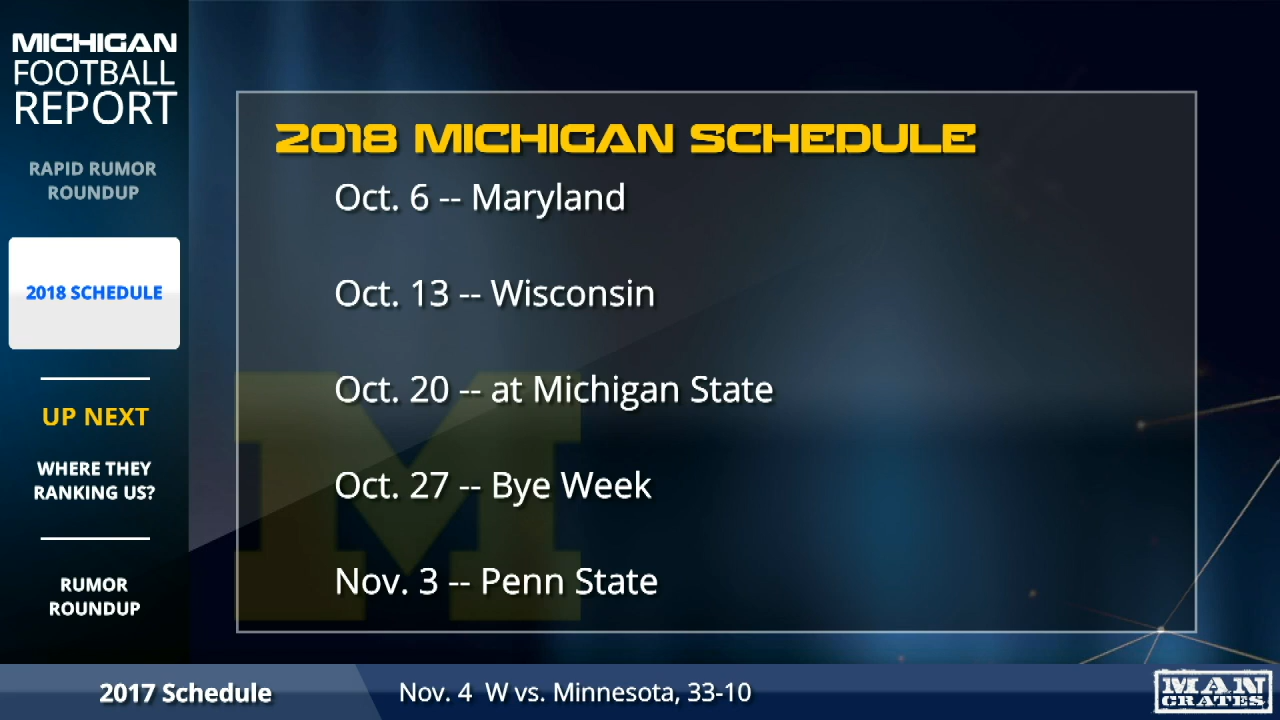 MICHIGAN
FOOTBALL
REPORT
RAPID RUMOR
ROUNDUP
2018 SCHEDULE
UP NEXT
WHERE THEY
RANKING US?
RUMOR
ROUNDUP
2018 MICHIGAN SCHEDULE
Oct. 6 -- Maryland
Oct. 13 -- Wisconsin
Oct. 20 -- at Michigan State
Oct. 27 -- Bye Week
Nov. 3 -- Penn State
M
2017 Schedule
Nov. 4 W vs. Minnesota, 33-10
MAN
CRATES